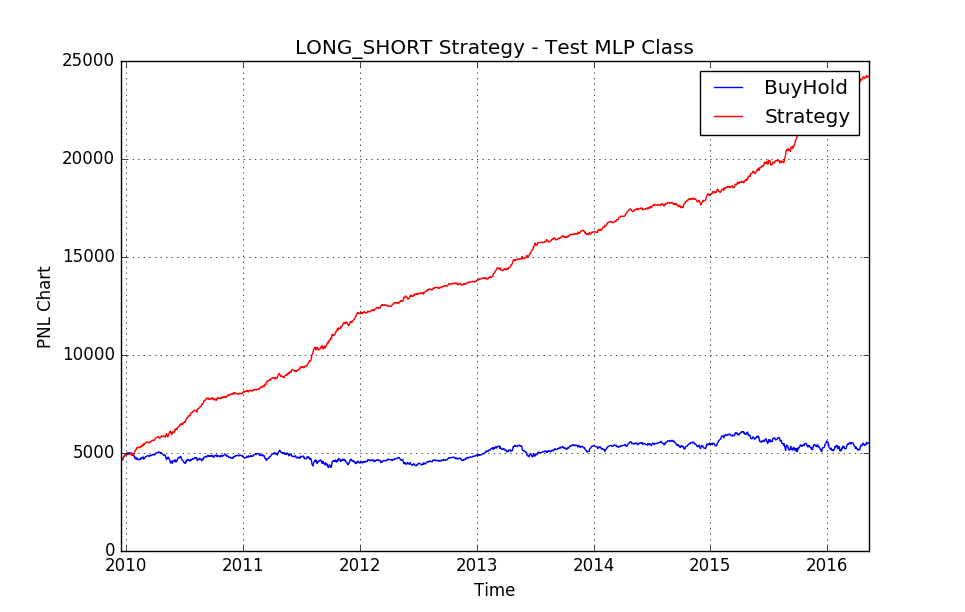 LONG_SHORT Strategy - Test MLP Class
25000
20000
15000
10000
5000
0
PNL Chart
BuyHold
Strategy
2010 2011 2012 2013 2014 2015 2016
Time